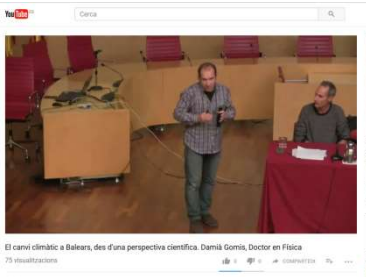 YouTube
Cerca
El canvi climàtic a Balears, des d'una perspectiva científica. Damià Gomis, Doctor en Física
75 visualitzacions
0
0
COMPARTEIX